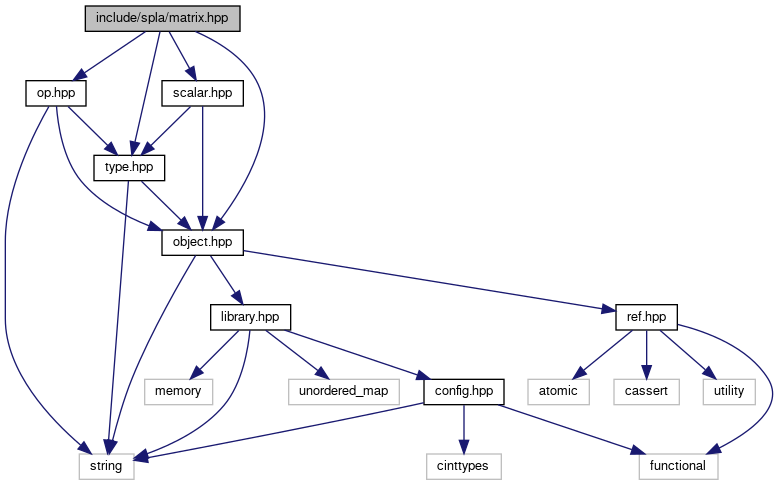 include/spla/matrix.hpp
op.hpp
scalar.hpp
type.hpp
object.hpp
library.hpp
ref.hpp
memory
unordered_map
config.hpp
atomic
cassert
utility
string
cinttypes
functional